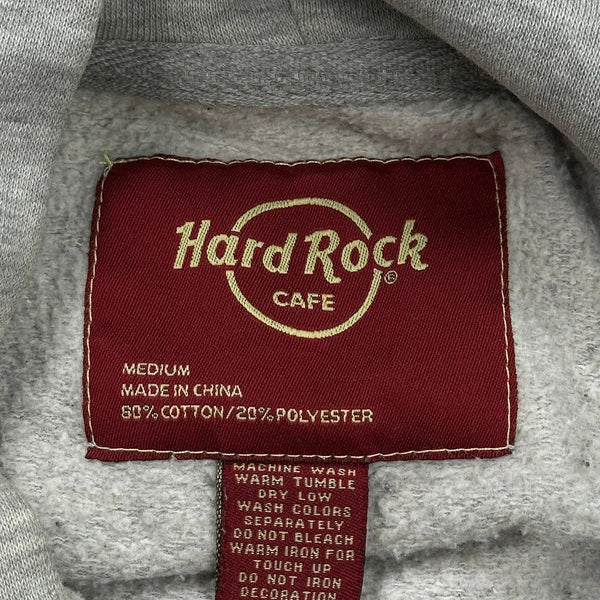 Hard Rock®
CAFE
MEDIUM
MADE IN CHINA
80% COTTON/20% POLYESTER
MACHINE WASH
WARM TUMBLE
DRY LOW
WASH COLORS
SEPARATELY
DO NOT BLEACH
WARM IRON FOR
TOUCH UP
DO NOT IRON
DECORATION